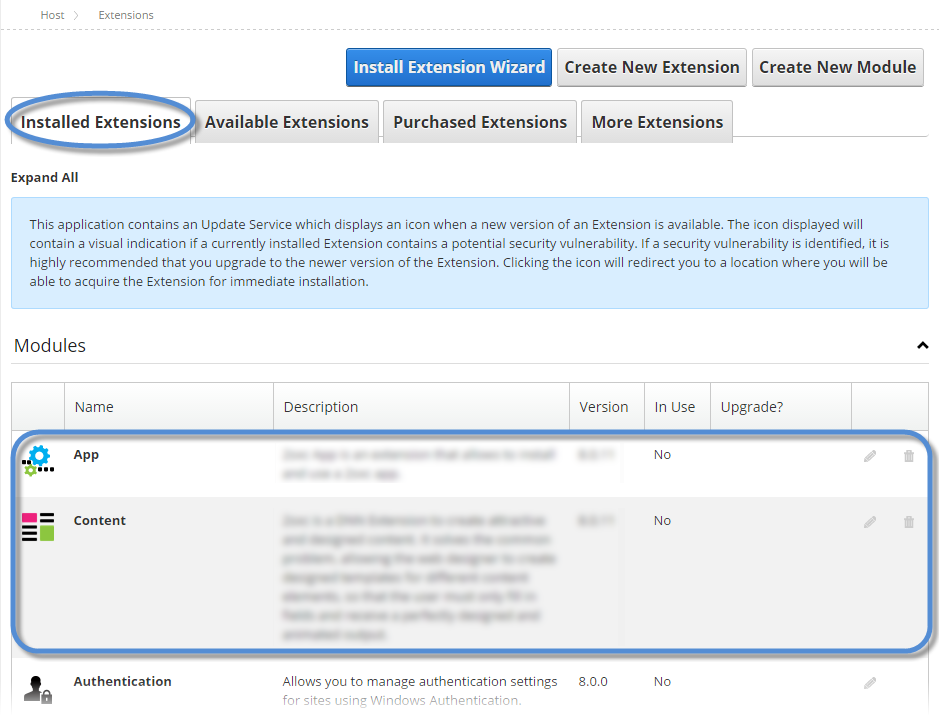 Host Extensions
Install Extension Wizard Create New Extension Create New Module
Installed Extensions Available Extensions Purchased Extensions More Extensions
Expand All
This application contains an Update Service which displays an icon when a new version of an Extension is available. The icon displayed will
contain a visual indication if a currently installed Extension contains a potential security vulnerability. If a security vulnerability is identified, it is
highly recommended that you upgrade to the newer version of the Extension. Clicking the icon will redirect you to a location where you will be
able to acquire the Extension for immediate installation.
Modules
Name Description Version In Use Upgrade?
App No
Content No
Authentication Allows you to manage authentication settings 8.0.0 No
for sites using Windows Authentication.